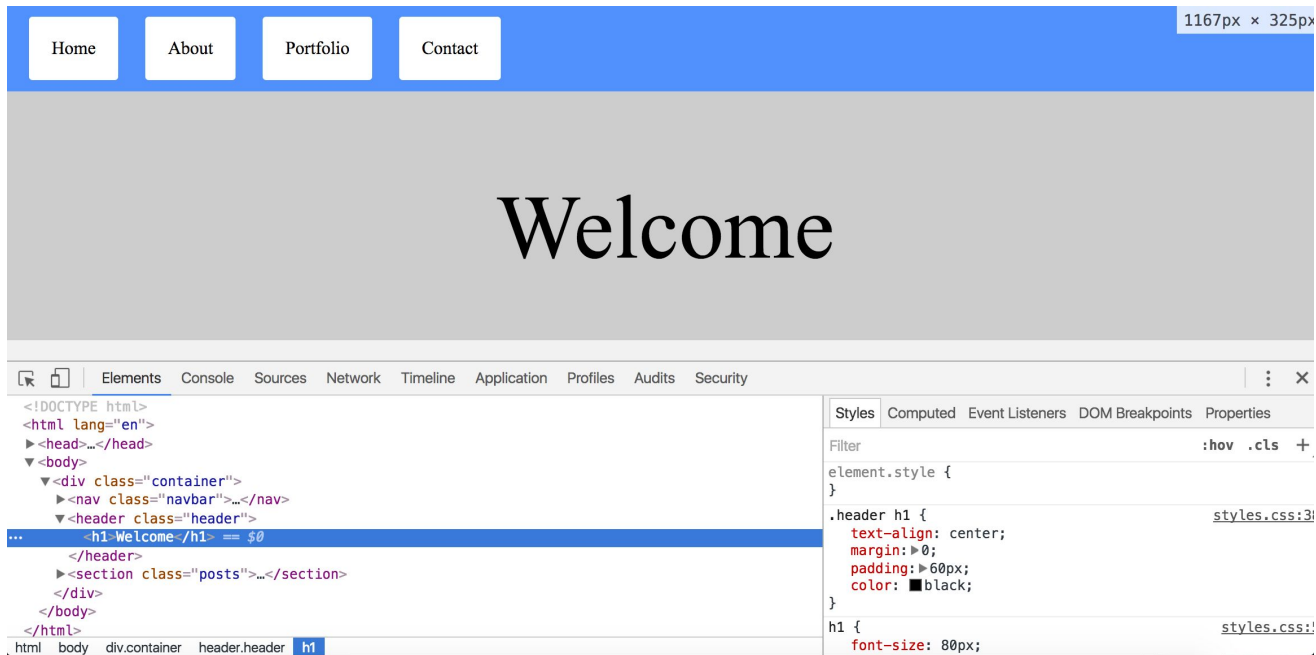 1167px × 325px
Home About Portfolio Contact
Welcome
Elements Console Sources Network Timeline Application Profiles Audits Security
<!DOCTYPE html>
<html lang="en">
▶<head>…</head>
▼<body>
▼<div class="container">
▶<nav class="navbar">…</nav>
▼<header class="header">
… <h1>Welcome</h1> == $0
</header>
▶<section class="posts">…</section>
</div>
</body>
</html>
html body div.container header.header h1
Styles Computed Event Listeners DOM Breakpoints Properties
Filter :hov .cls +
element.style {
}
.header h1 { styles.css:38
text-align: center;
margin:▶0;
padding:▶60px;
color: black;
}
h1 { styles.css:5
font-size: 80px;